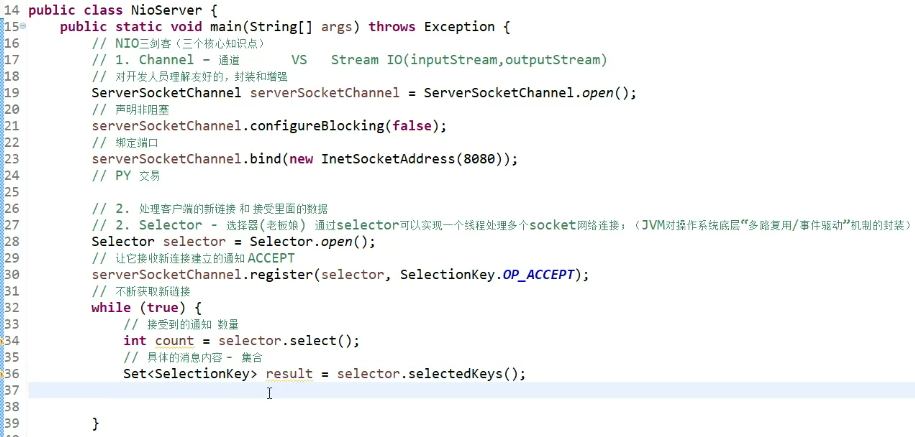 14 public class NioServer {
15 public static void main(String[] args) throws Exception {
16 // NIO三剑客（三个核心知识点）
17 // 1. Channel – 通道 VS Stream IO(inputStream,outputStream)
18 // 对开发人员理解友好的，封装和增强
19 ServerSocketChannel serverSocketChannel = ServerSocketChannel.open();
20 // 声明非阻塞
21 serverSocketChannel.configureBlocking(false);
22 // 绑定端口
23 serverSocketChannel.bind(new InetSocketAddress(8080));
24 // PY 交易
25
26 // 2. 处理客户端的新链接 和 接受里面的数据
27 // 2. Selector - 选择器(老板娘) 通过selector可以实现一个线程处理多个socket网络连接；（JVM对操作系统底层“多路复用/事件驱动”机制的封装）
28 Selector selector = Selector.open();
29 // 让它接收新连接建立的通知 ACCEPT
30 serverSocketChannel.register(selector, SelectionKey.OP_ACCEPT);
31 // 不断获取新链接
32 while (true) {
33 // 接受到的通知 数量
34 int count = selector.select();
35 // 具体的消息内容 - 集合
36 Set<SelectionKey> result = selector.selectedKeys();
37
38
39 }